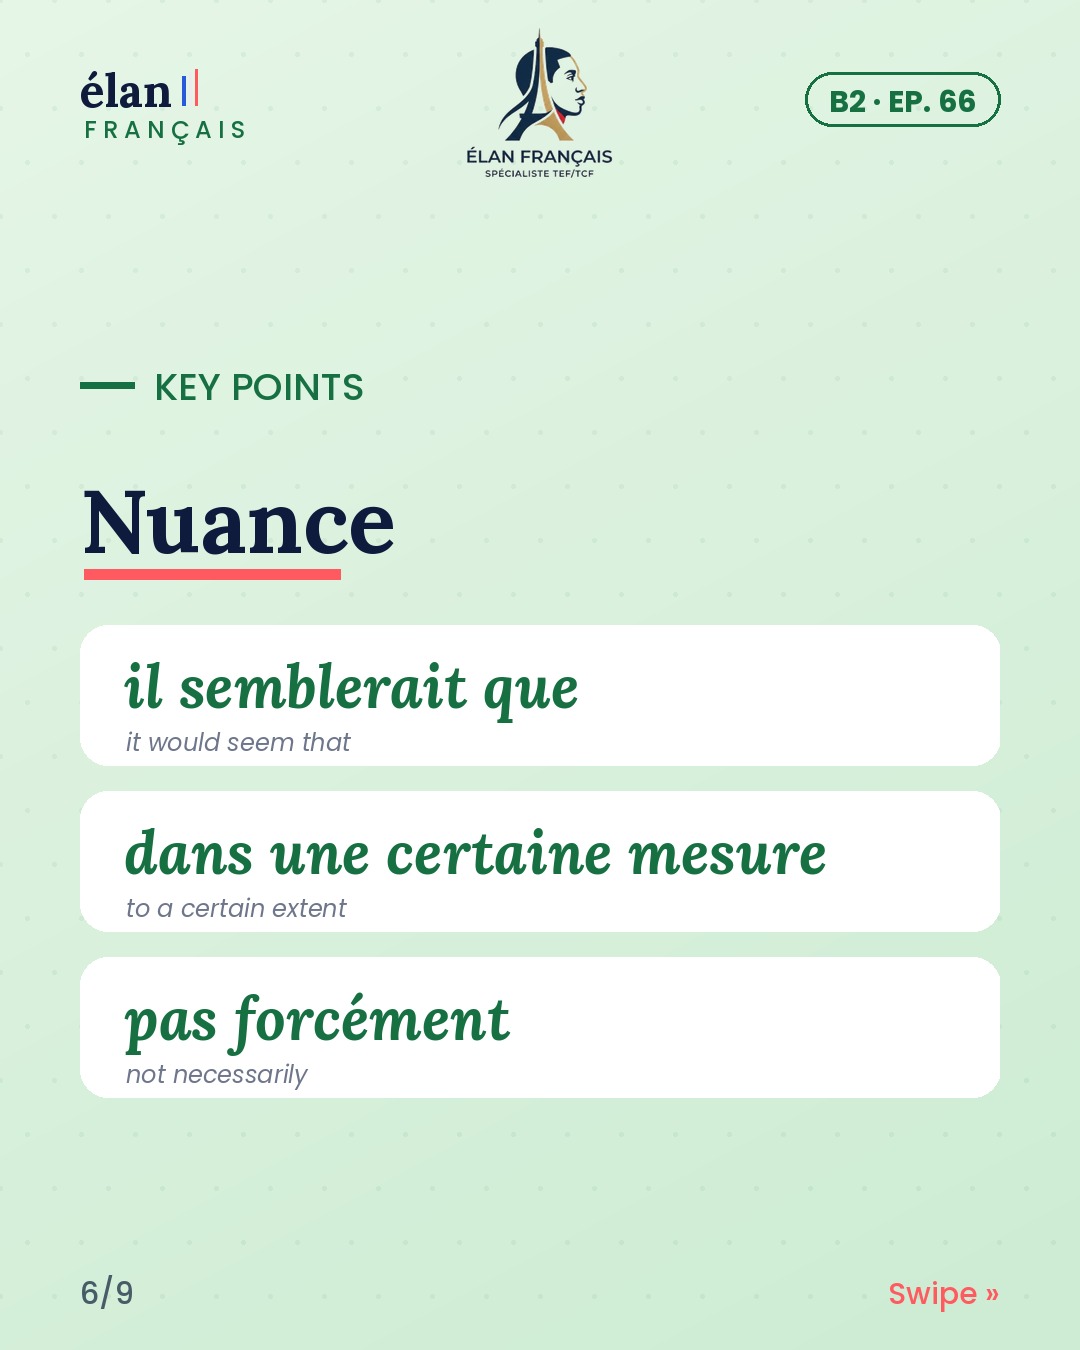 élan
FRANÇAIS
ÉLAN FRANÇAIS
SPÉCIALISTE TEF/TCF
B2 · EP. 66
KEY POINTS
Nuance
il semblerait que
it would seem that
dans une certaine mesure
to a certain extent
pas forcément
not necessarily
6/9
Swipe »